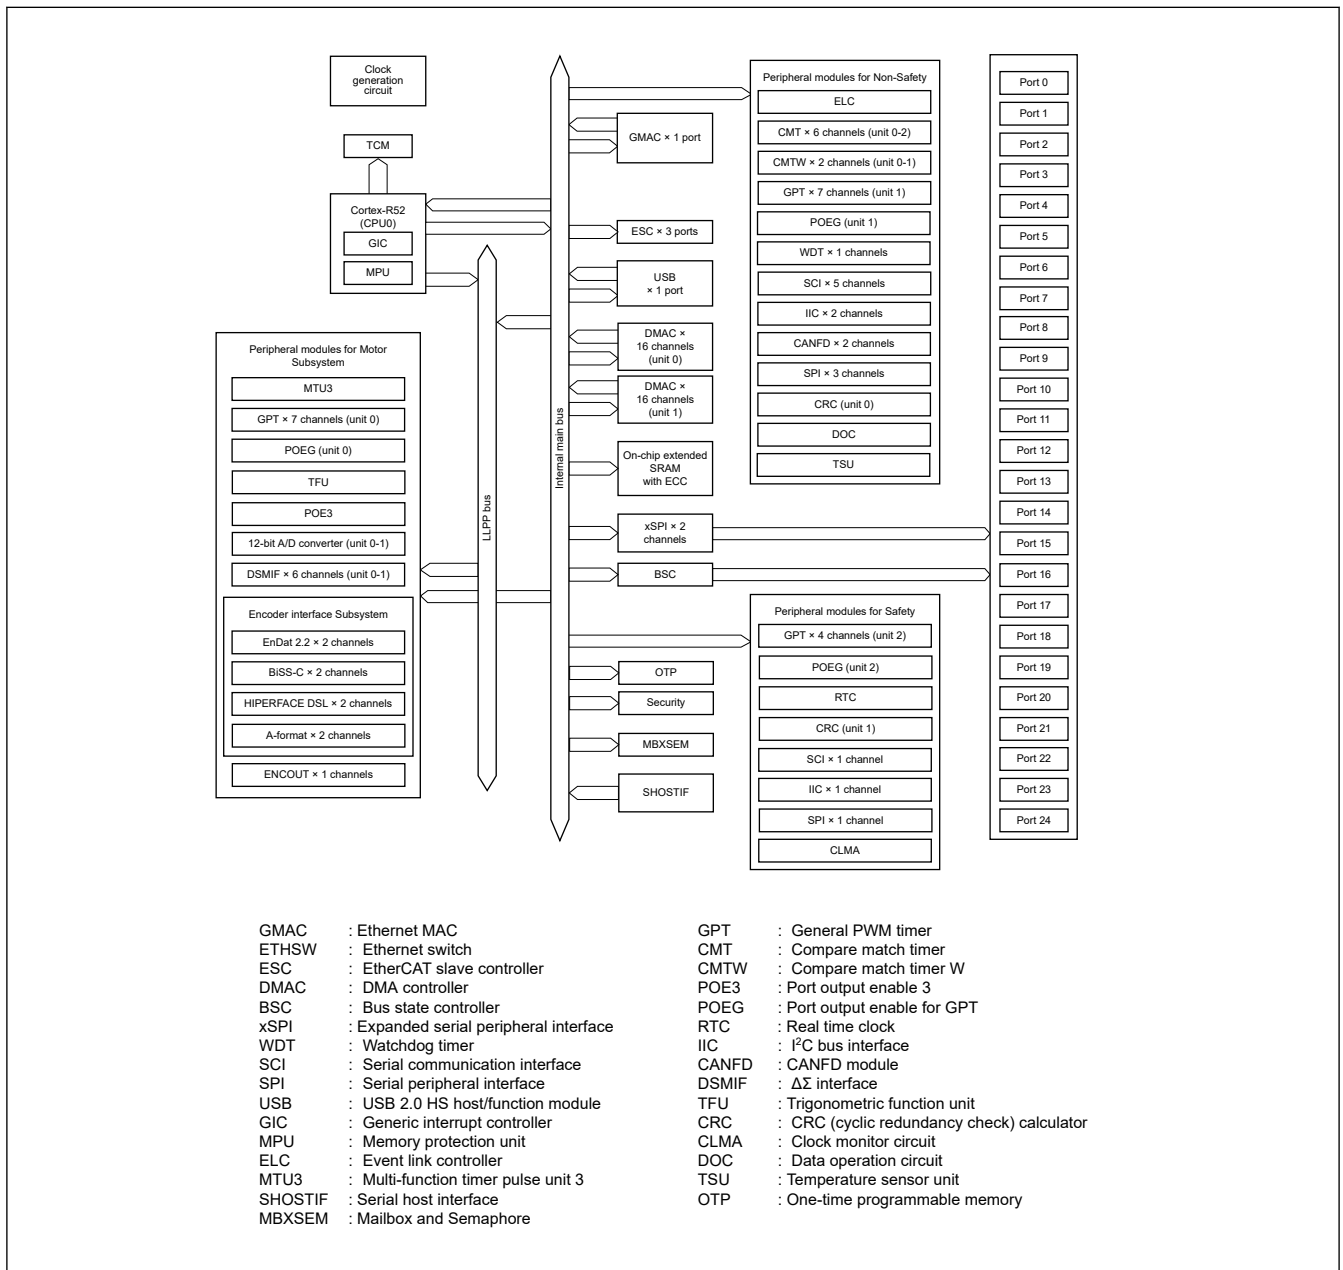 Clock
generation
circuit
TCM
Cortex-R52
(CPU0)
GIC
MPU
Peripheral modules for Motor
Subsystem
MTU3
GPT × 7 channels (unit 0)
POEG (unit 0)
TFU
POE3
12-bit A/D converter (unit 0-1)
DSMIF × 6 channels (unit 0-1)
Encoder interface Subsystem
EnDat 2.2 × 2 channels
BiSS-C × 2 channels
HIPERFACE DSL × 2 channels
A-format × 2 channels
ENCOUT × 1 channels
LLPP bus
Internal main bus
GMAC × 1 port
ESC × 3 ports
USB
× 1 port
DMAC ×
16 channels
(unit 0)
DMAC ×
16 channels
(unit 1)
On-chip extended
SRAM
with ECC
xSPI × 2
channels
BSC
OTP
Security
MBXSEM
SHOSTIF
Peripheral modules for Non-Safety
ELC
CMT × 6 channels (unit 0-2)
CMTW × 2 channels (unit 0-1)
GPT × 7 channels (unit 1)
POEG (unit 1)
WDT × 1 channels
SCI × 5 channels
IIC × 2 channels
CANFD × 2 channels
SPI × 3 channels
CRC (unit 0)
DOC
TSU
Peripheral modules for Safety
GPT × 4 channels (unit 2)
POEG (unit 2)
RTC
CRC (unit 1)
SCI × 1 channel
IIC × 1 channel
SPI × 1 channel
CLMA
Port 0
Port 1
Port 2
Port 3
Port 4
Port 5
Port 6
Port 7
Port 8
Port 9
Port 10
Port 11
Port 12
Port 13
Port 14
Port 15
Port 16
Port 17
Port 18
Port 19
Port 20
Port 21
Port 22
Port 23
Port 24
GMAC : Ethernet MAC
ETHSW : Ethernet switch
ESC : EtherCAT slave controller
DMAC : DMA controller
BSC : Bus state controller
xSPI : Expanded serial peripheral interface
WDT : Watchdog timer
SCI : Serial communication interface
SPI : Serial peripheral interface
USB : USB 2.0 HS host/function module
GIC : Generic interrupt controller
MPU : Memory protection unit
ELC : Event link controller
MTU3 : Multi-function timer pulse unit 3
SHOSTIF : Serial host interface
MBXSEM : Mailbox and Semaphore
GPT : General PWM timer
CMT : Compare match timer
CMTW : Compare match timer W
POE3 : Port output enable 3
POEG : Port output enable for GPT
RTC : Real time clock
IIC : I²C bus interface
CANFD : CANFD module
DSMIF : ΔΣ interface
TFU : Trigonometric function unit
CRC : CRC (cyclic redundancy check) calculator
CLMA : Clock monitor circuit
DOC : Data operation circuit
TSU : Temperature sensor unit
OTP : One-time programmable memory